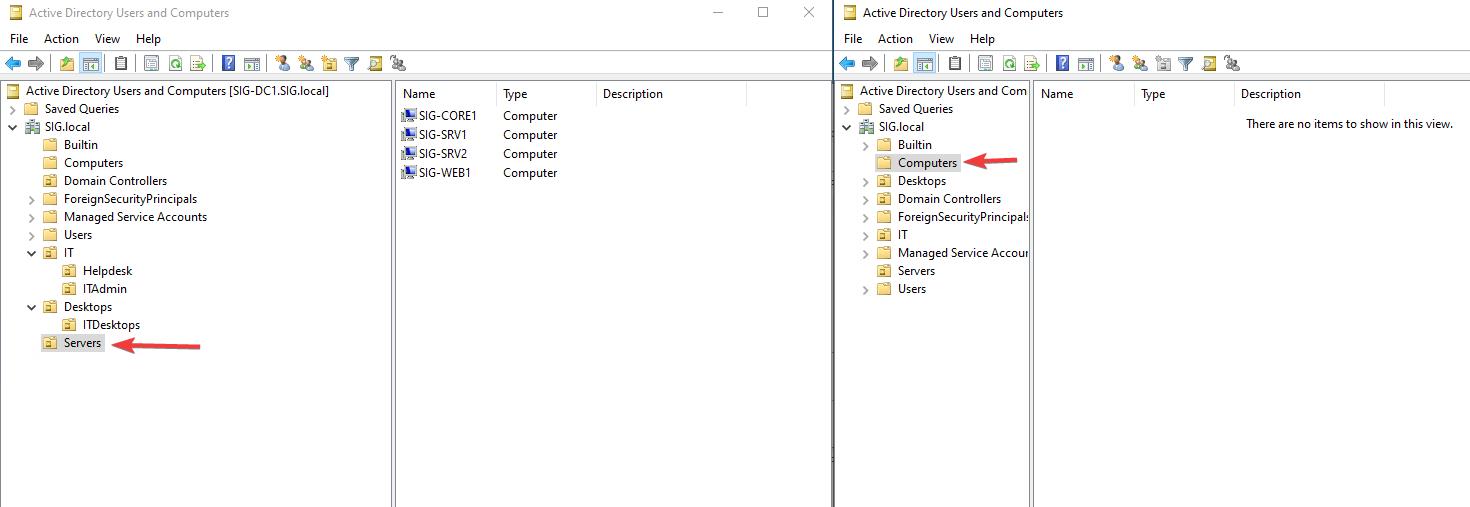 Active Directory Users and Computers
File Action View Help
Active Directory Users and Computers [SIG-DC1.SIG.local]
Saved Queries
SIG.local
Builtin
Computers
Domain Controllers
ForeignSecurityPrincipals
Managed Service Accounts
Users
IT
Helpdesk
ITAdmin
Desktops
ITDesktops
Servers
Name Type Description
SIG-CORE1 Computer
SIG-SRV1 Computer
SIG-SRV2 Computer
SIG-WEB1 Computer
Active Directory Users and Computers
File Action View Help
Active Directory Users and Com
Saved Queries
SIG.local
Builtin
Computers
Desktops
Domain Controllers
ForeignSecurityPrincipals
IT
Managed Service Accour
Servers
Users
Name Type Description
There are no items to show in this view.